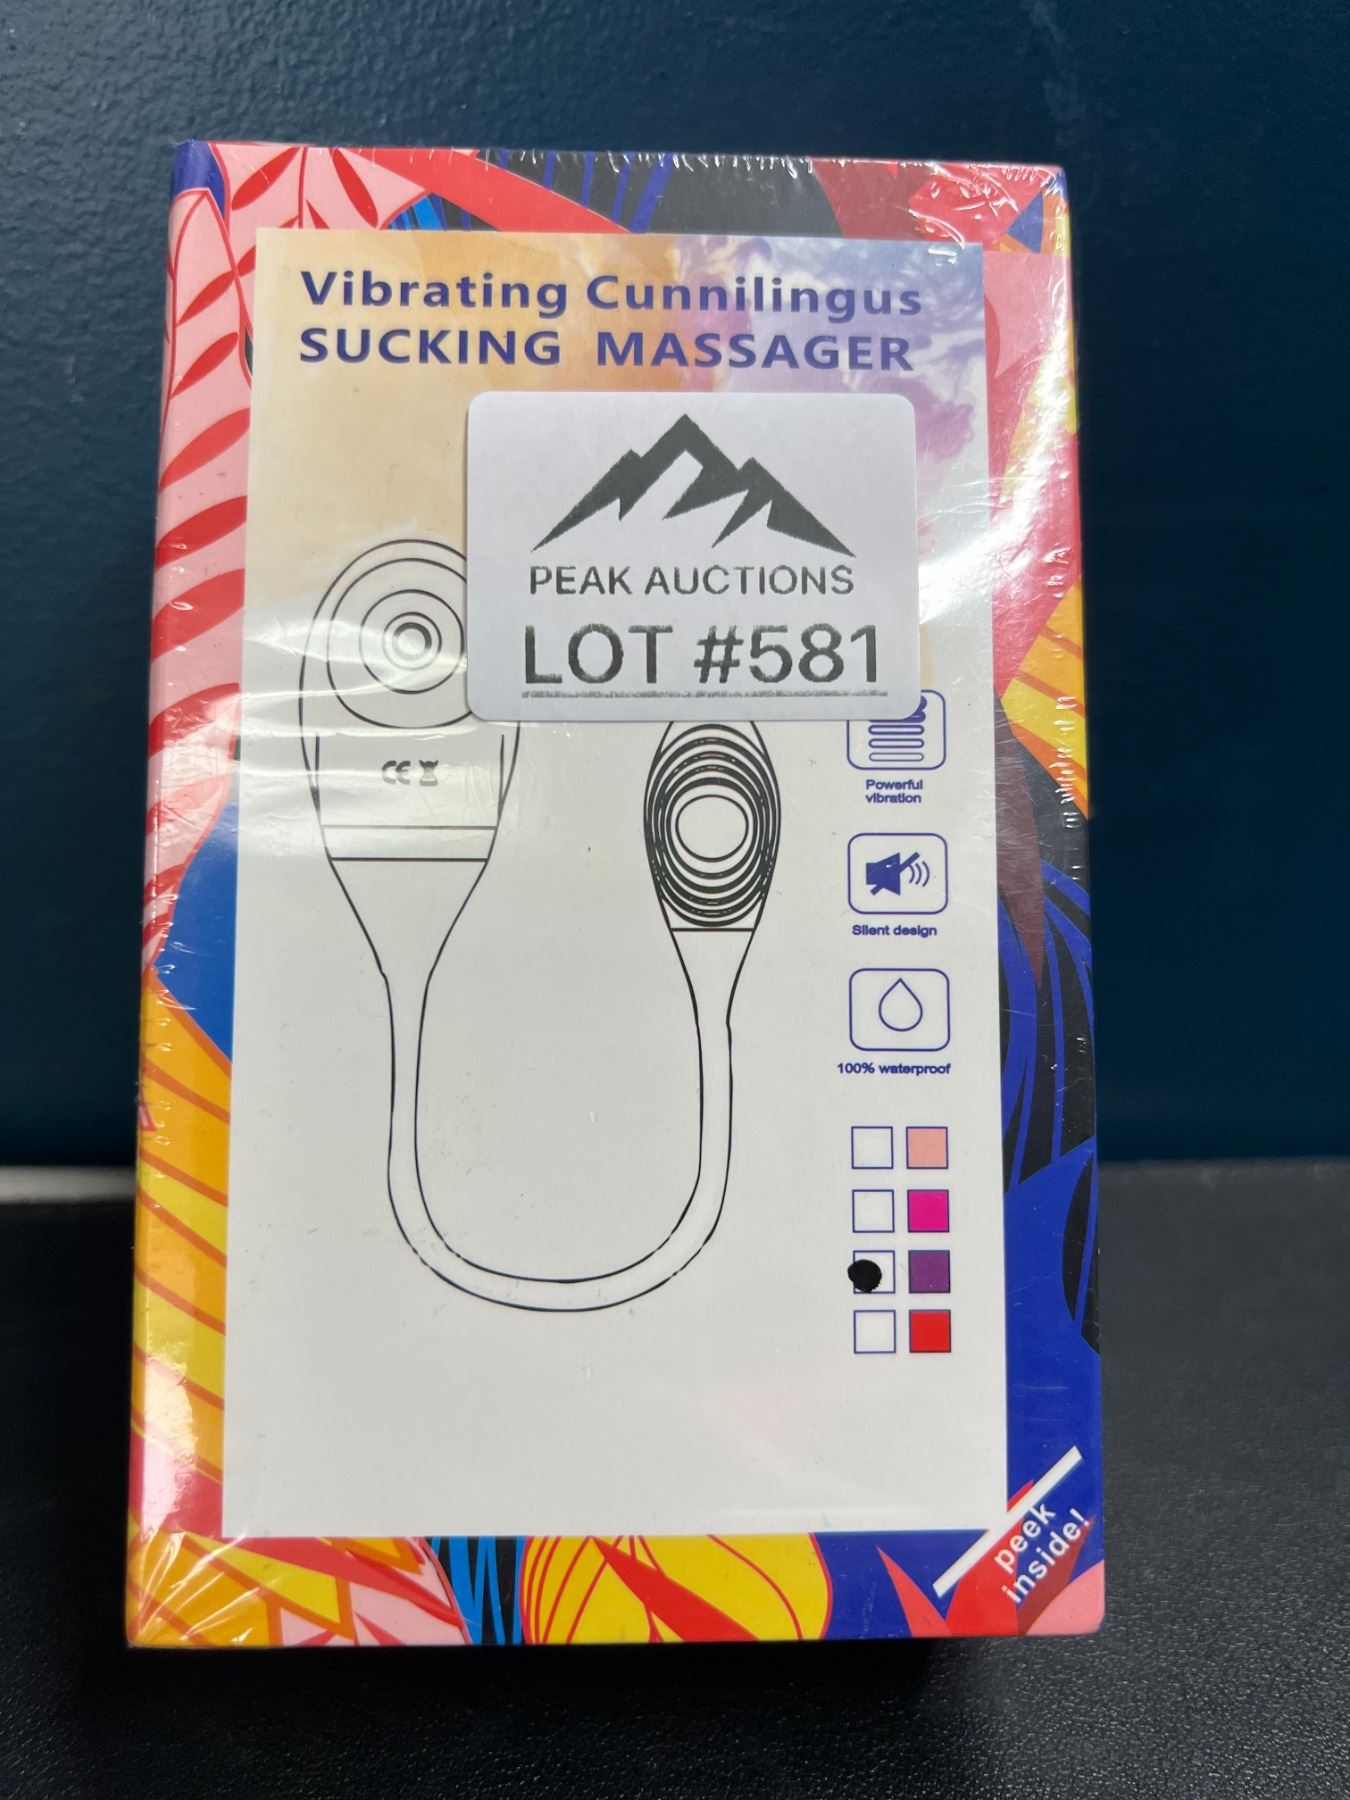 Vibrating Cunnilingus
SUCKING MASSAGER
PEAK AUCTIONS
LOT #581
CE
Powerful
vibration
Silent design
100% waterproof
peek
inside!